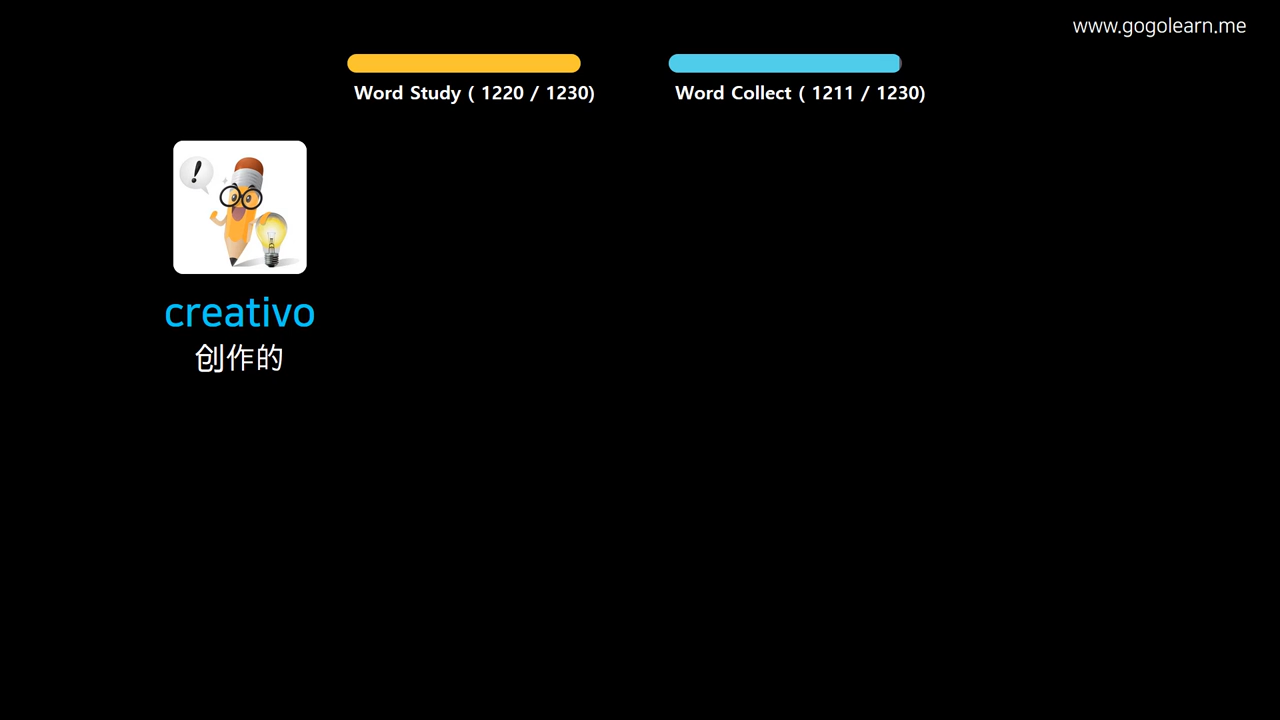 www.gogolearn.me
Word Study ( 1220 / 1230)
Word Collect ( 1211 / 1230)
!
creativo
创作的